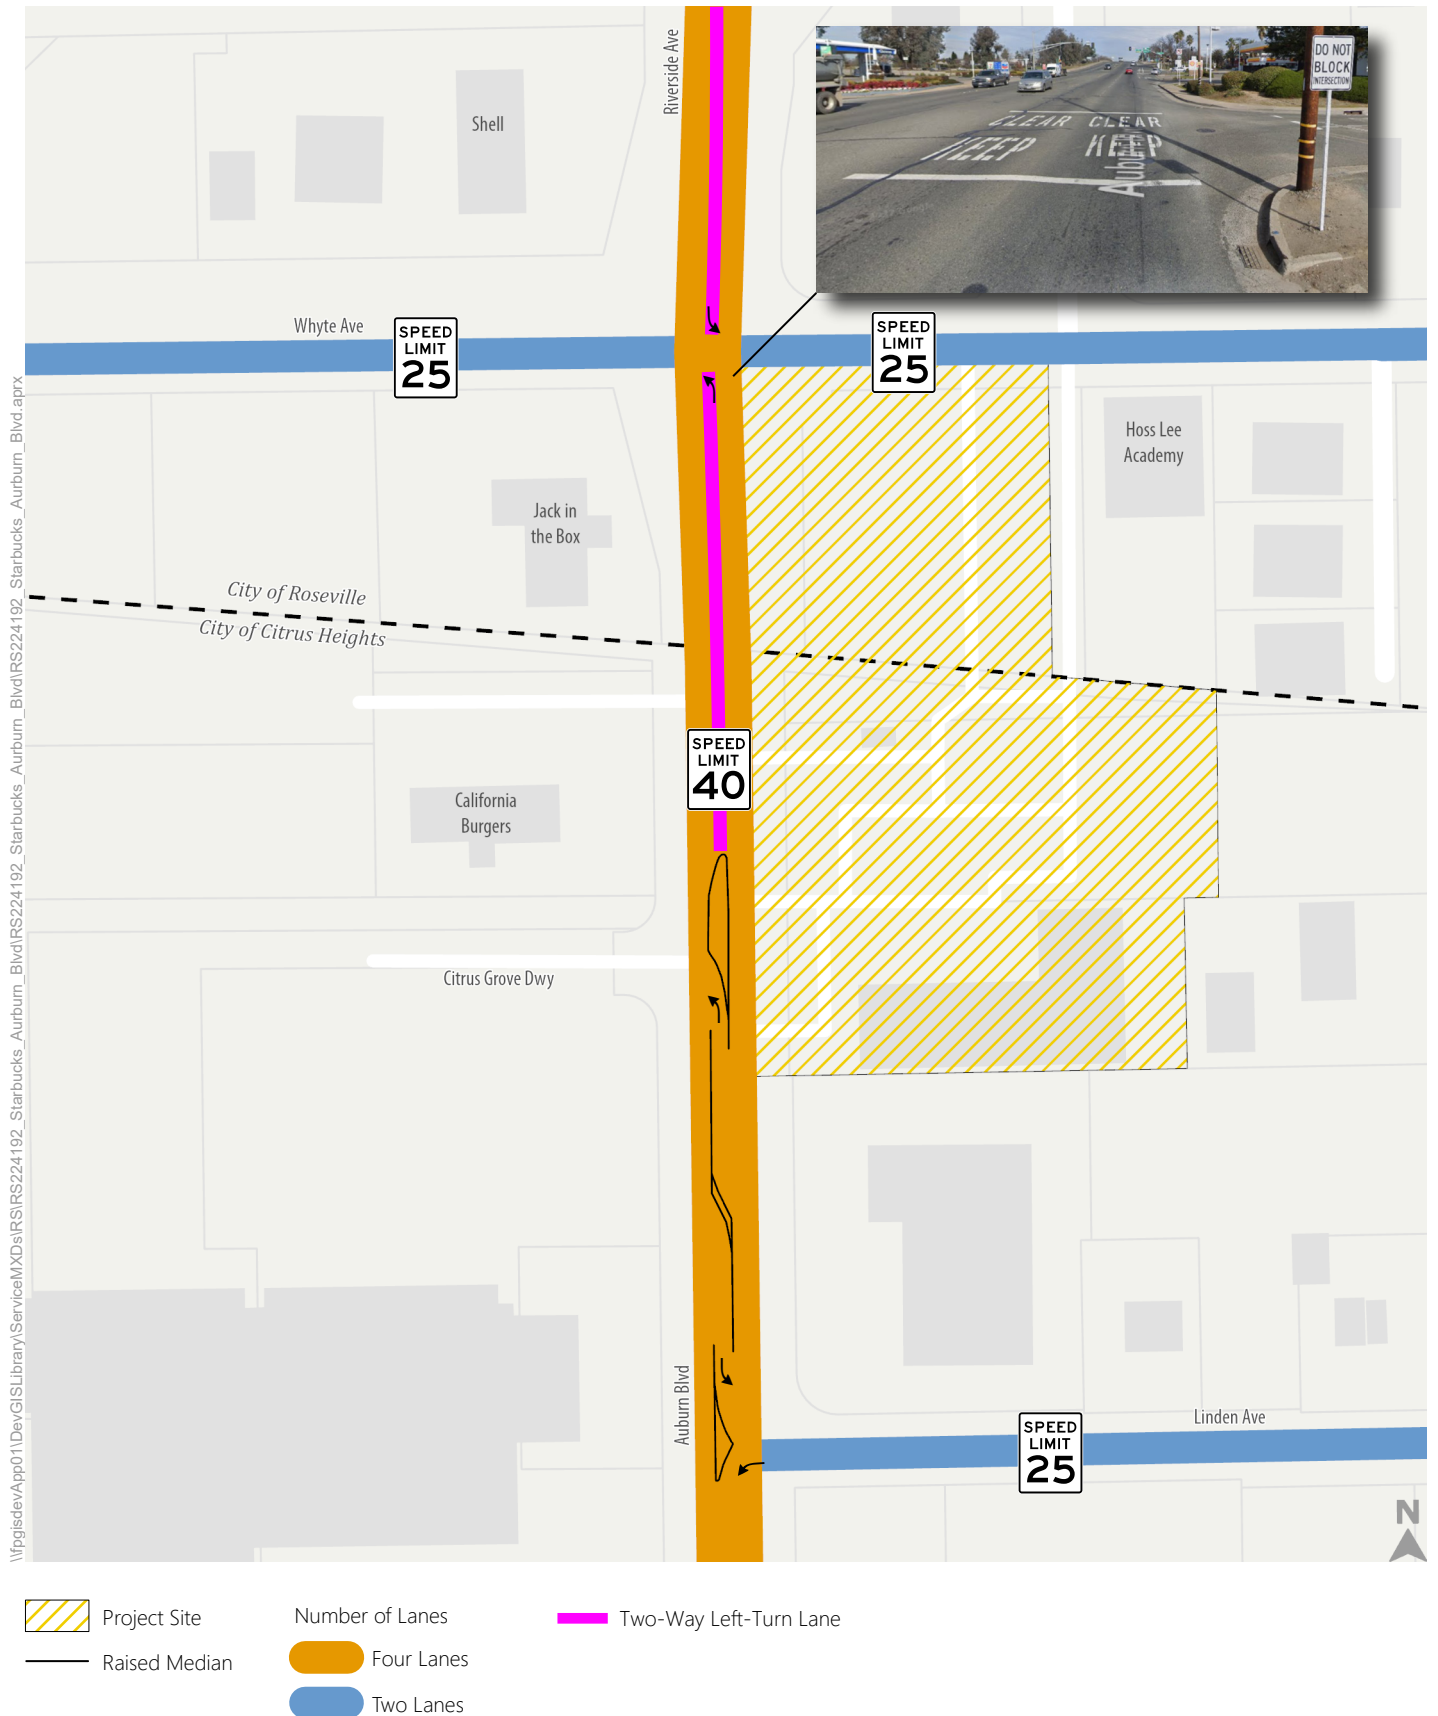 Riverside Ave
DO NOT
BLOCK
INTERSECTION
CLEAR CLEAR
KEEP KEEP
Auburn
Shell
Whyte Ave
SPEED
LIMIT
25
SPEED
LIMIT
25
Hoss Lee
Academy
Jack in
the Box
City of Roseville
City of Citrus Heights
SPEED
LIMIT
40
California
Burgers
Citrus Grove Dwy
Auburn Blvd
Linden Ave
SPEED
LIMIT
25
N
\\fpgisdevApp01\DevGISLibrary\ServiceMXDs\RS\RS224192_Starbucks_Aurburn_Blvd\RS224192_Starbucks_Aurburn_Blvd\RS224192_Starbucks_Aurburn_Blvd.aprx
Project Site
Raised Median
Number of Lanes
Four Lanes
Two Lanes
Two-Way Left-Turn Lane